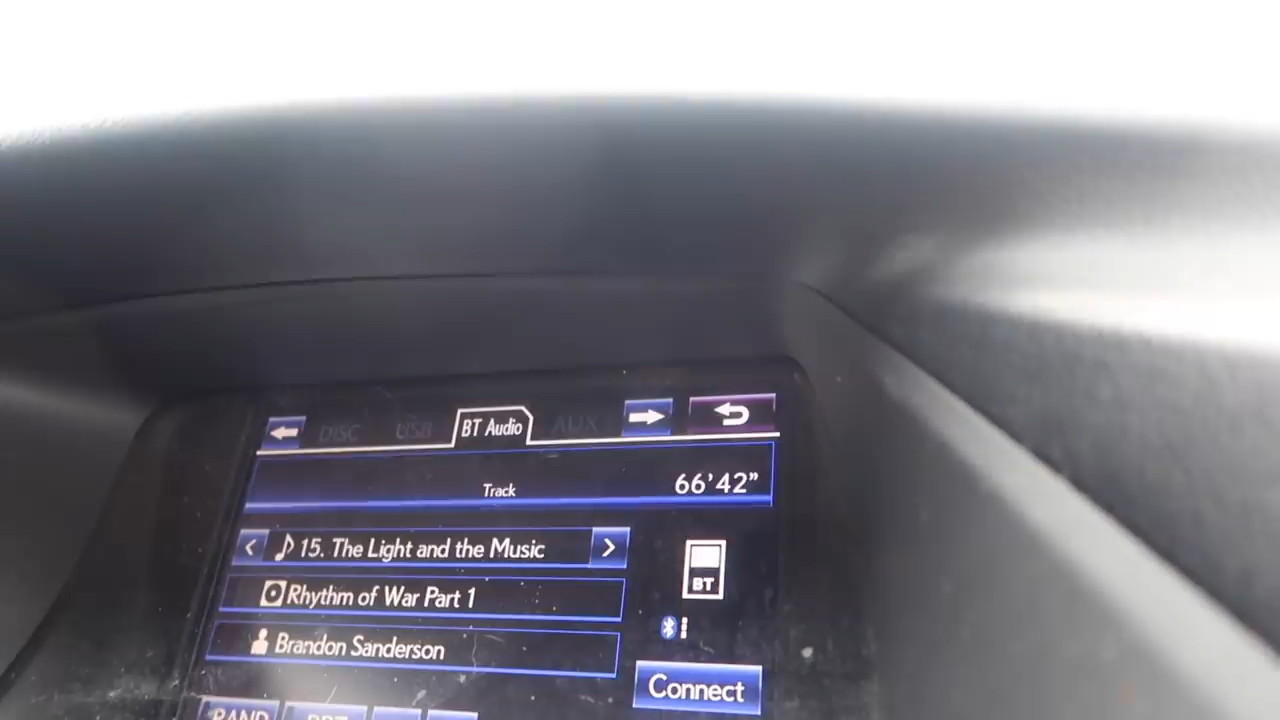 DISC USB BT Audio AUX
Track 66'42"
15. The Light and the Music
BT
Rhythm of War Part 1
Brandon Sanderson
Connect
BAND